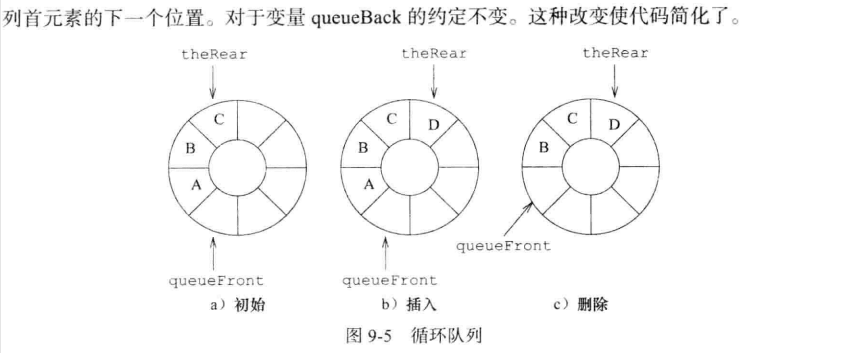 列首元素的下一个位置。对于变量 queueBack 的约定不变。这种改变使代码简化了。
theRear theRear theRear
C C D C D
B B B
A A
queueFront
queueFront queueFront
a）初始 b）插入 c）删除
图 9-5 循环队列